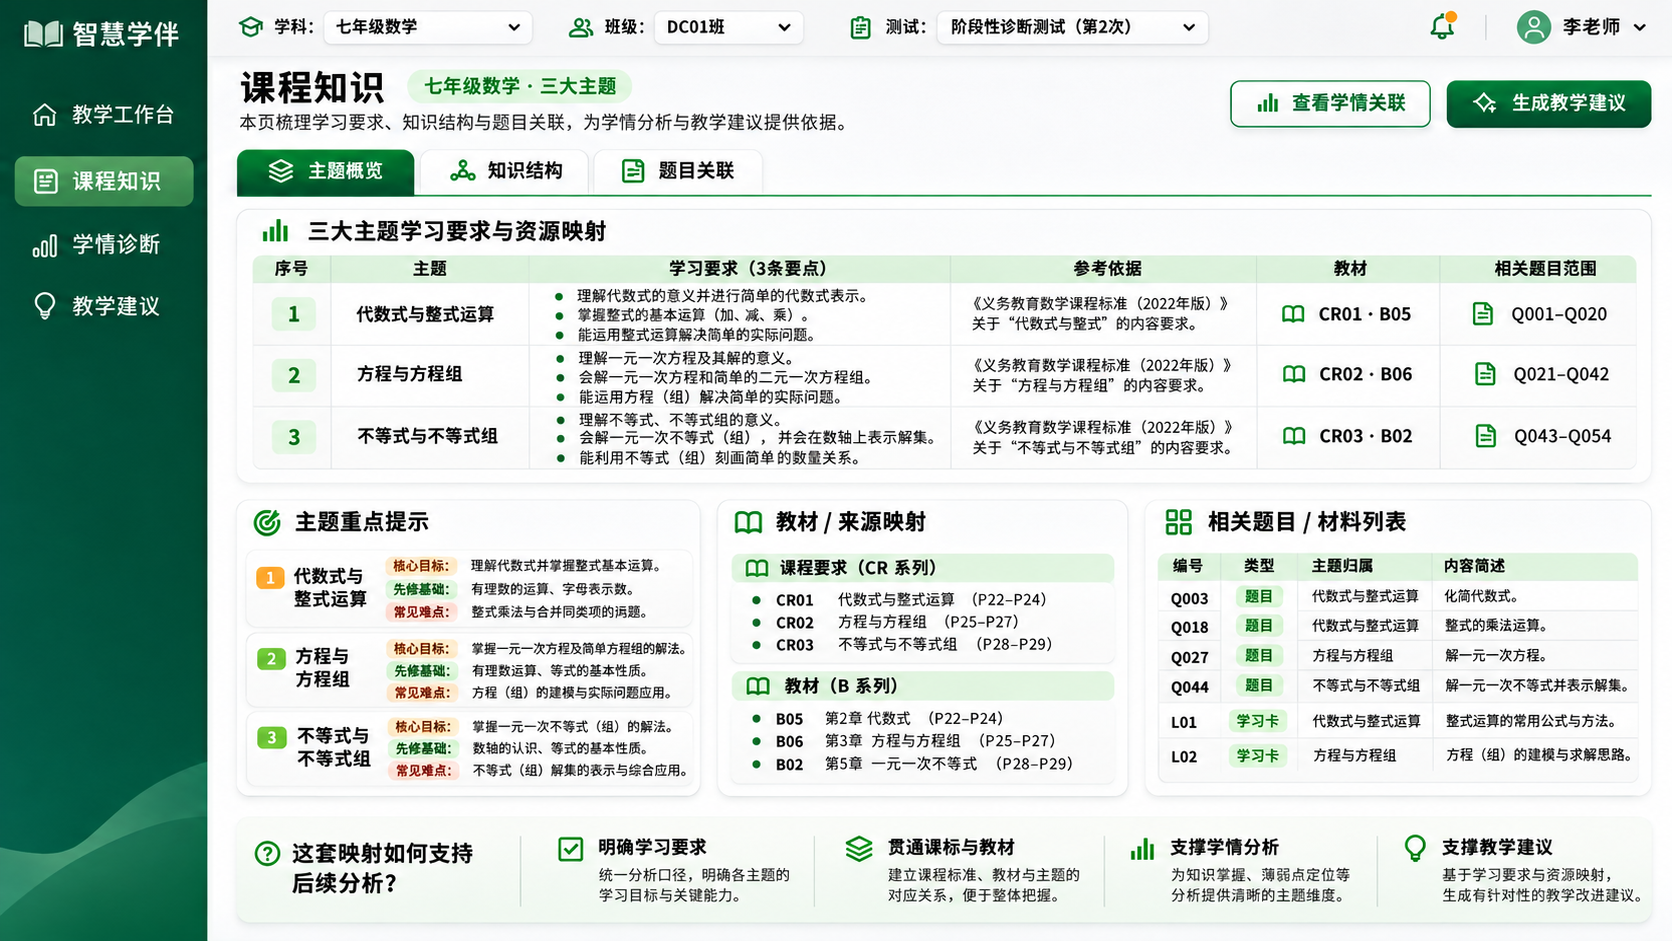 智慧学伴
学科： 七年级数学
班级： DC01班
测试： 阶段性诊断测试（第2次）
李老师
教学工作台
课程知识
学情诊断
教学建议
课程知识 七年级数学 · 三大主题
本页梳理学习要求、知识结构与题目关联，为学情分析与教学建议提供依据。
查看学情关联
生成教学建议
主题概览 知识结构 题目关联
三大主题学习要求与资源映射
序号 主题 学习要求（3条要点） 参考依据 教材 相关题目范围
1 代数式与整式运算
理解代数式的意义并进行简单的代数式表示。
掌握整式的基本运算（加、减、乘）。
能运用整式运算解决简单的实际问题。
《义务教育数学课程标准（2022年版）》
关于“代数式与整式”的内容要求。
CR01 · B05
Q001–Q020
2 方程与方程组
理解一元一次方程及其解的意义。
会解一元一次方程和简单的二元一次方程组。
能运用方程（组）解决简单的实际问题。
《义务教育数学课程标准（2022年版）》
关于“方程与方程组”的内容要求。
CR02 · B06
Q021–Q042
3 不等式与不等式组
理解不等式、不等式组的意义。
会解一元一次不等式（组），并会在数轴上表示解集。
能利用不等式（组）刻画简单的数量关系。
《义务教育数学课程标准（2022年版）》
关于“不等式与不等式组”的内容要求。
CR03 · B02
Q043–Q054
主题重点提示
1 代数式与
整式运算
核心目标： 理解代数式并掌握整式基本运算。
先修基础： 有理数的运算、字母表示数。
常见难点： 整式乘法与合并同类项的运题。
2 方程与
方程组
核心目标： 掌握一元一次方程及简单方程组的解法。
先修基础： 有理数运算、等式的基本性质。
常见难点： 方程（组）的建模与实际问题应用。
3 不等式与
不等式组
核心目标： 掌握一元一次不等式（组）的解法。
先修基础： 数轴的认识、等式的基本性质。
常见难点： 不等式（组）解集的表示与综合应用。
教材 / 来源映射
课程要求（CR 系列）
CR01 代数式与整式运算 （P22–P24）
CR02 方程与方程组 （P25–P27）
CR03 不等式与不等式组 （P28–P29）
教材（B 系列）
B05 第2章 代数式 （P22–P24）
B06 第3章 方程与方程组 （P25–P27）
B02 第5章 一元一次不等式 （P28–P29）
相关题目 / 材料列表
编号 类型 主题归属 内容简述
Q003 题目 代数式与整式运算 化简代数式。
Q018 题目 代数式与整式运算 整式的乘法运算。
Q027 题目 方程与方程组 解一元一次方程。
Q044 题目 不等式与不等式组 解一元一次不等式并表示解集。
L01 学习卡 代数式与整式运算 整式运算的常用公式与方法。
L02 学习卡 方程与方程组 方程（组）的建模与求解思路。
这套映射如何支持
后续分析？
明确学习要求
统一分析口径，明确各主题的
学习目标与关键能力。
贯通课标与教材
建立课程标准、教材与主题的
对应关系，便于整体把握。
支撑学情分析
为知识掌握、薄弱点定位等
分析提供清晰的主题维度。
支撑教学建议
基于学习要求与资源映射，
生成有针对性的教学改进建议。